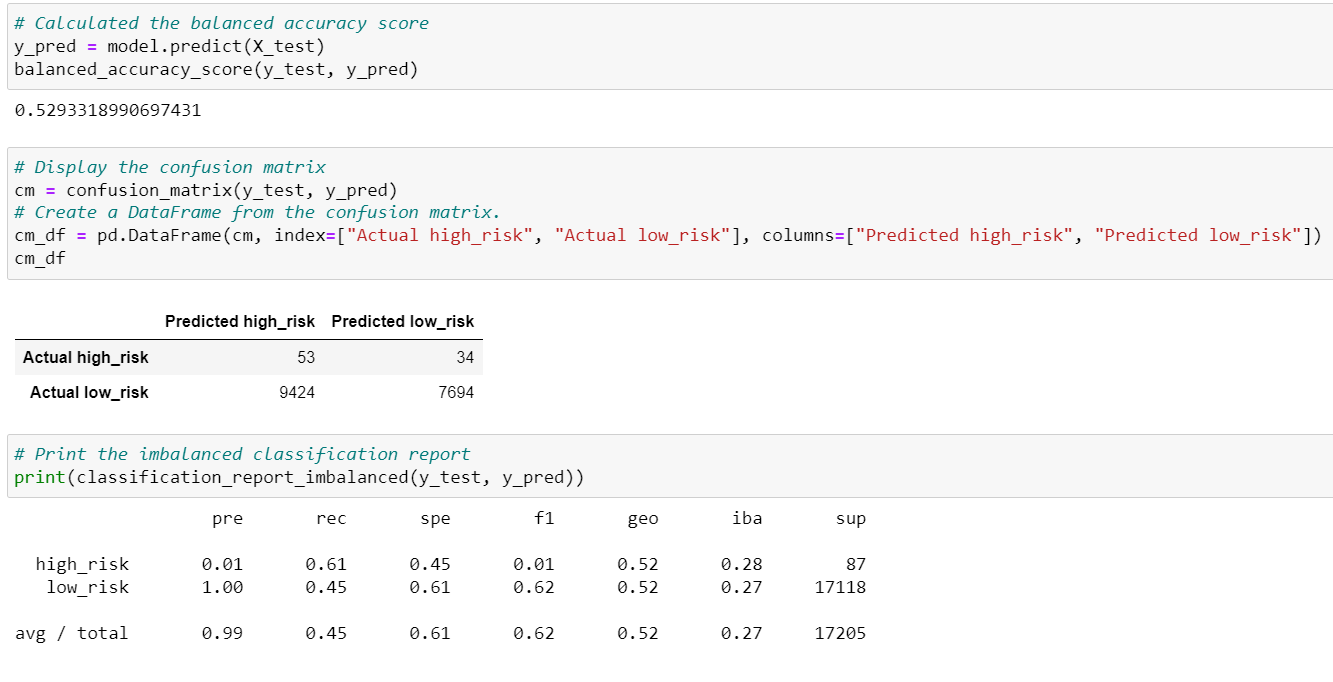 # Calculated the balanced accuracy score
y_pred = model.predict(X_test)
balanced_accuracy_score(y_test, y_pred)
0.5293318990697431
# Display the confusion matrix
cm = confusion_matrix(y_test, y_pred)
# Create a DataFrame from the confusion matrix.
cm_df = pd.DataFrame(cm, index=["Actual high_risk", "Actual low_risk"], columns=["Predicted high_risk", "Predicted low_risk"])
cm_df
Predicted high_risk Predicted low_risk
Actual high_risk 53 34
Actual low_risk 9424 7694
# Print the imbalanced classification report
print(classification_report_imbalanced(y_test, y_pred))
pre rec spe f1 geo iba sup
high_risk 0.01 0.61 0.45 0.01 0.52 0.28 87
low_risk 1.00 0.45 0.61 0.62 0.52 0.27 17118
avg / total 0.99 0.45 0.61 0.62 0.52 0.27 17205